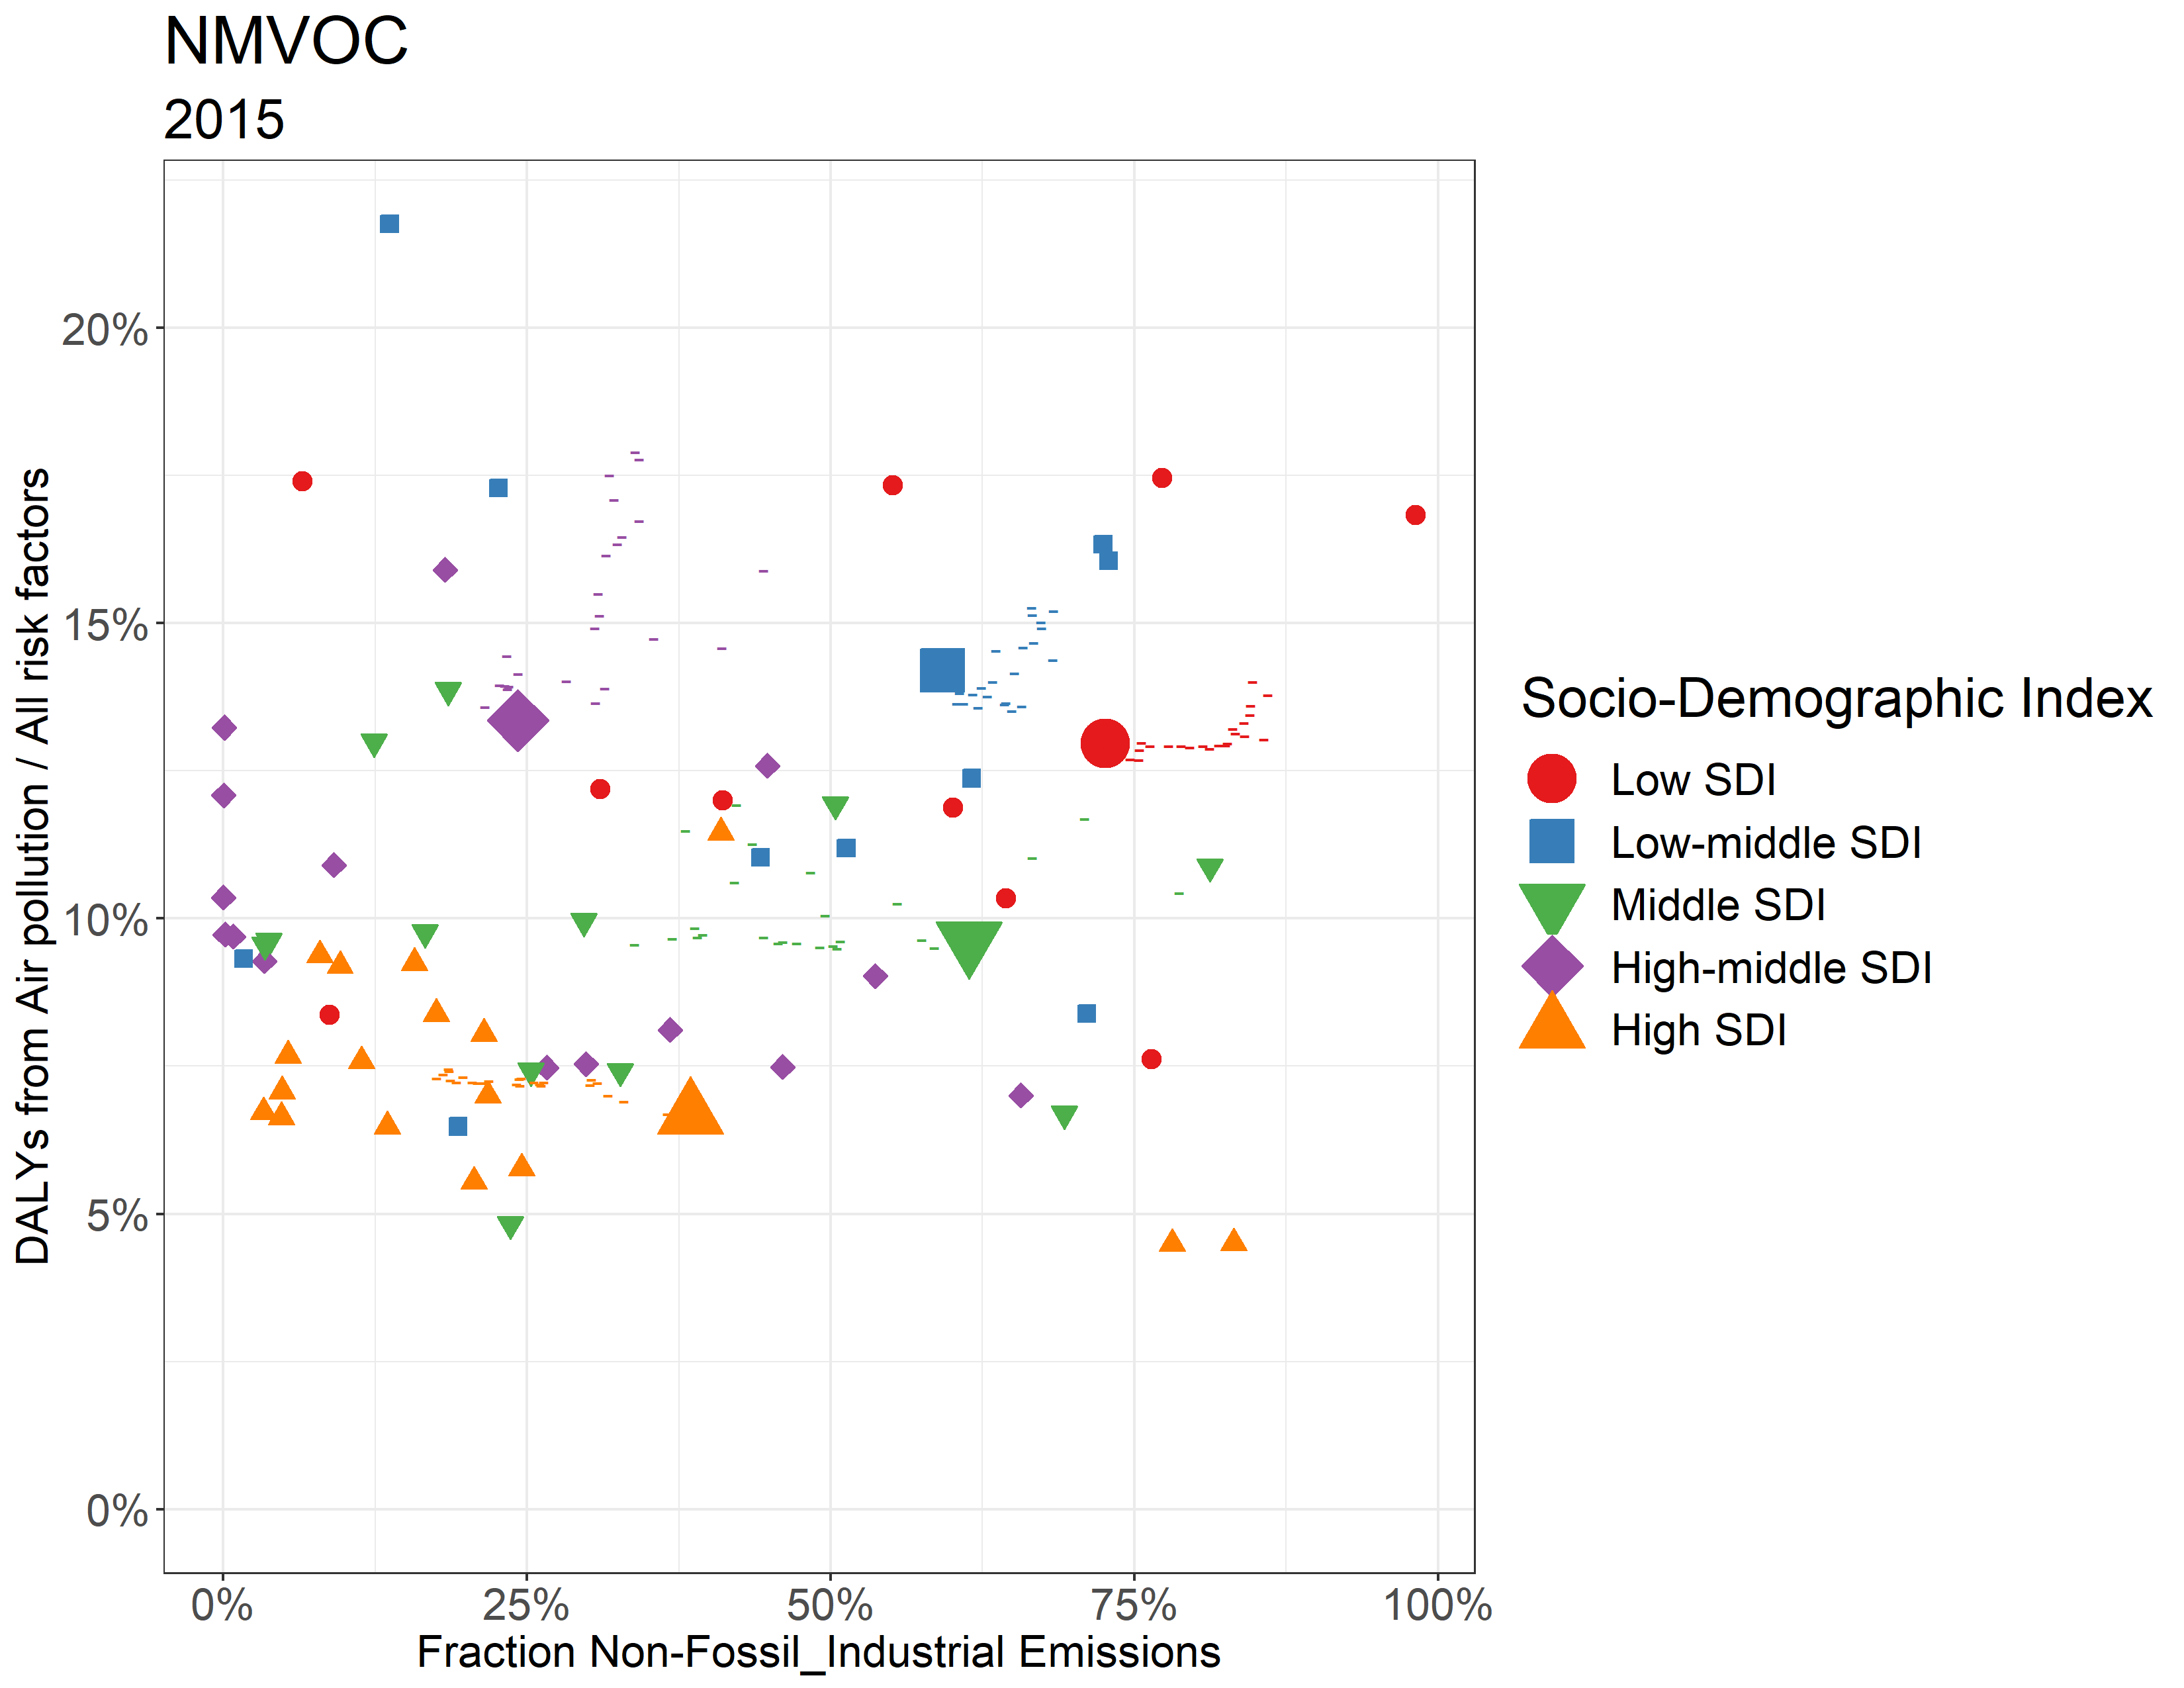 NMVOC
2015
DALYs from Air pollution / All risk factors
20%
15%
10%
5%
0%
0%
25%
50%
75%
100%
Fraction Non-Fossil_Industrial Emissions
Socio-Demographic Index
Low SDI
Low-middle SDI
Middle SDI
High-middle SDI
High SDI